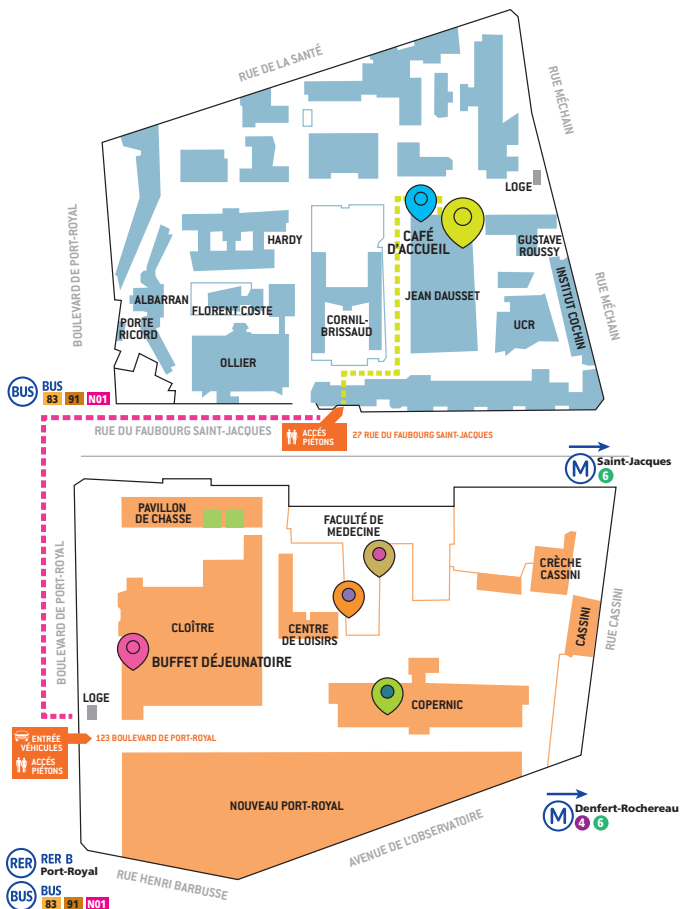 RUE DE LA SANTÉ
RUE MÉCHAIN
LOGE
CAFÉ
D'ACCUEIL
GUSTAVE
ROUSSY
HARDY
BOULEVARD DE PORT-ROYAL
INSTITUT COCHIN
RUE MÉCHAIN
ALBARRAN
FLORENT COSTE
JEAN DAUSSET
PORTE
RICORD
CORNIL-
BRISSAUD
UCR
OLLIER
BUS BUS
83 91 N01
RUE DU FAUBOURG SAINT-JACQUES
ACCÉS
PIÉTONS
27 RUE DU FAUBOURG SAINT-JACQUES
M Saint-Jacques
6
PAVILLON
DE CHASSE
FACULTÉ DE
MEDECINE
CRÈCHE
CASSINI
BOULEVARD DE PORT-ROYAL
CLOÎTRE
CENTRE
DE LOISIRS
CASSINI
RUE CASSINI
BUFFET DÉJEUNATOIRE
LOGE
COPERNIC
ENTRÉE
VÉHICULES
ACCÉS
PIÉTONS
123 BOULEVARD DE PORT-ROYAL
NOUVEAU PORT-ROYAL
M Denfert-Rochereau
4 6
AVENUE DE L'OBSERVATOIRE
RER RER B
Port-Royal
RUE HENRI BARBUSSE
BUS BUS
83 91 N01